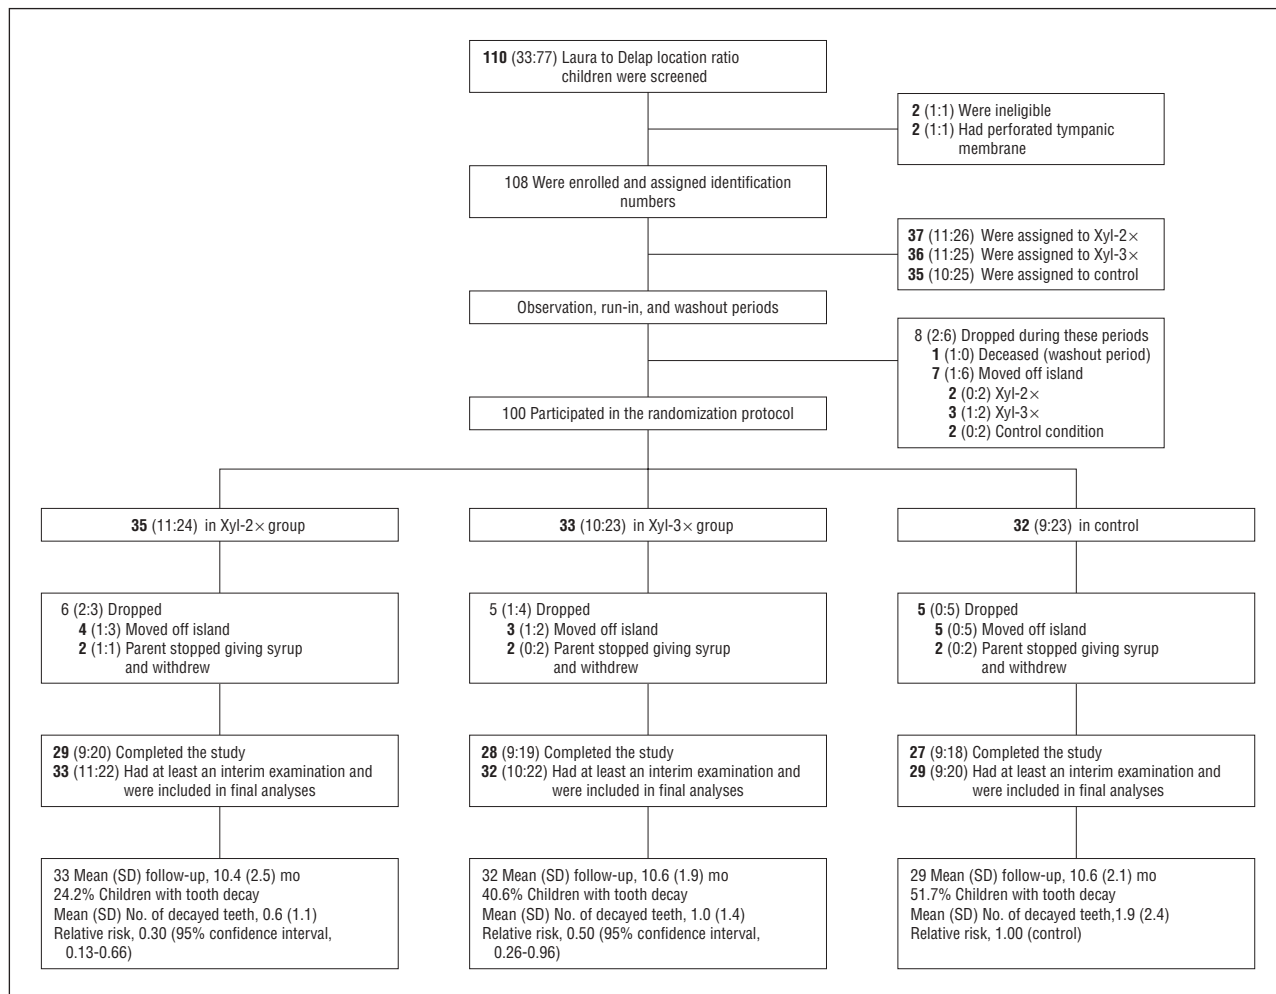 110 (33:77) Laura to Delap location ratio
children were screened
2 (1:1) Were ineligible
2 (1:1) Had perforated tympanic
membrane
108 Were enrolled and assigned identification
numbers
37 (11:26) Were assigned to Xyl-2×
36 (11:25) Were assigned to Xyl-3×
35 (10:25) Were assigned to control
Observation, run-in, and washout periods
8 (2:6) Dropped during these periods
1 (1:0) Deceased (washout period)
7 (1:6) Moved off island
2 (0:2) Xyl-2×
3 (1:2) Xyl-3×
2 (0:2) Control condition
100 Participated in the randomization protocol
35 (11:24) in Xyl-2× group
33 (10:23) in Xyl-3× group
32 (9:23) in control
6 (2:3) Dropped
4 (1:3) Moved off island
2 (1:1) Parent stopped giving syrup
and withdrew
5 (1:4) Dropped
3 (1:2) Moved off island
2 (0:2) Parent stopped giving syrup
and withdrew
5 (0:5) Dropped
5 (0:5) Moved off island
2 (0:2) Parent stopped giving syrup
and withdrew
29 (9:20) Completed the study
33 (11:22) Had at least an interim examination and
were included in final analyses
28 (9:19) Completed the study
32 (10:22) Had at least an interim examination and
were included in final analyses
27 (9:18) Completed the study
29 (9:20) Had at least an interim examination and
were included in final analyses
33 Mean (SD) follow-up, 10.4 (2.5) mo
24.2% Children with tooth decay
Mean (SD) No. of decayed teeth, 0.6 (1.1)
Relative risk, 0.30 (95% confidence interval,
0.13-0.66)
32 Mean (SD) follow-up, 10.6 (1.9) mo
40.6% Children with tooth decay
Mean (SD) No. of decayed teeth, 1.0 (1.4)
Relative risk, 0.50 (95% confidence interval,
0.26-0.96)
29 Mean (SD) follow-up, 10.6 (2.1) mo
51.7% Children with tooth decay
Mean (SD) No. of decayed teeth,1.9 (2.4)
Relative risk, 1.00 (control)